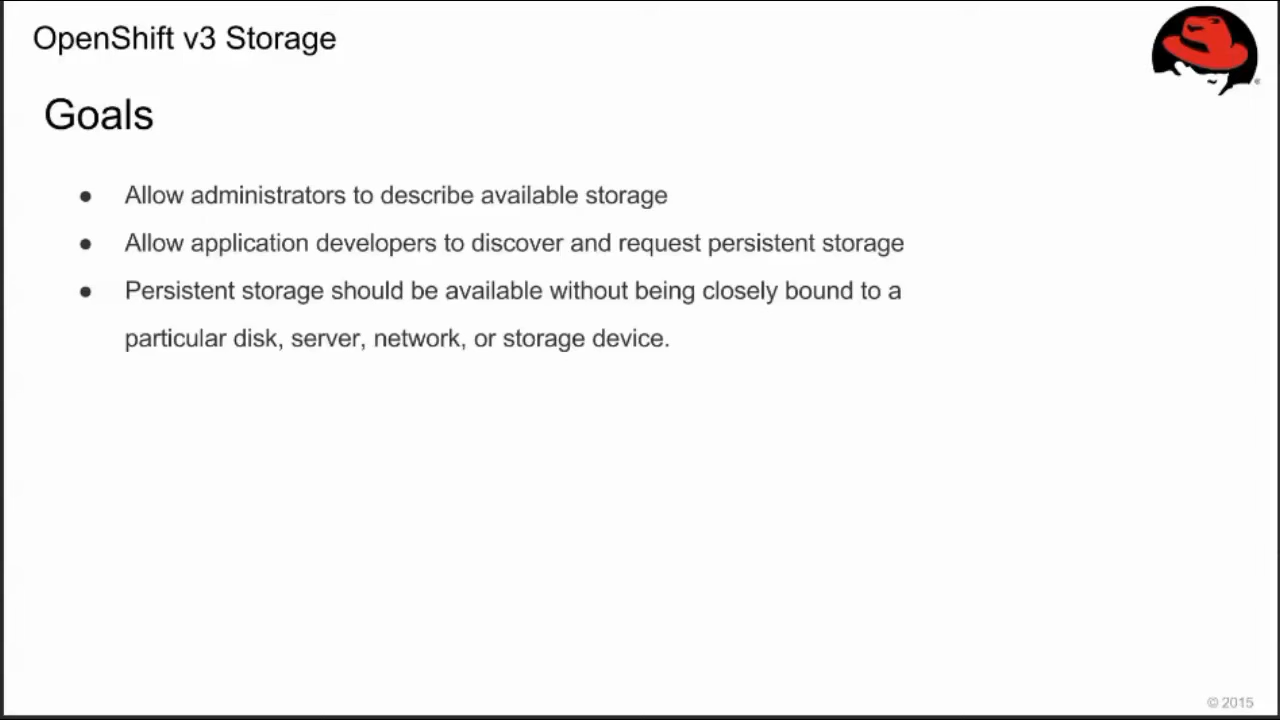 OpenShift v3 Storage
Goals
● Allow administrators to describe available storage
● Allow application developers to discover and request persistent storage
● Persistent storage should be available without being closely bound to a
particular disk, server, network, or storage device.
© 2015